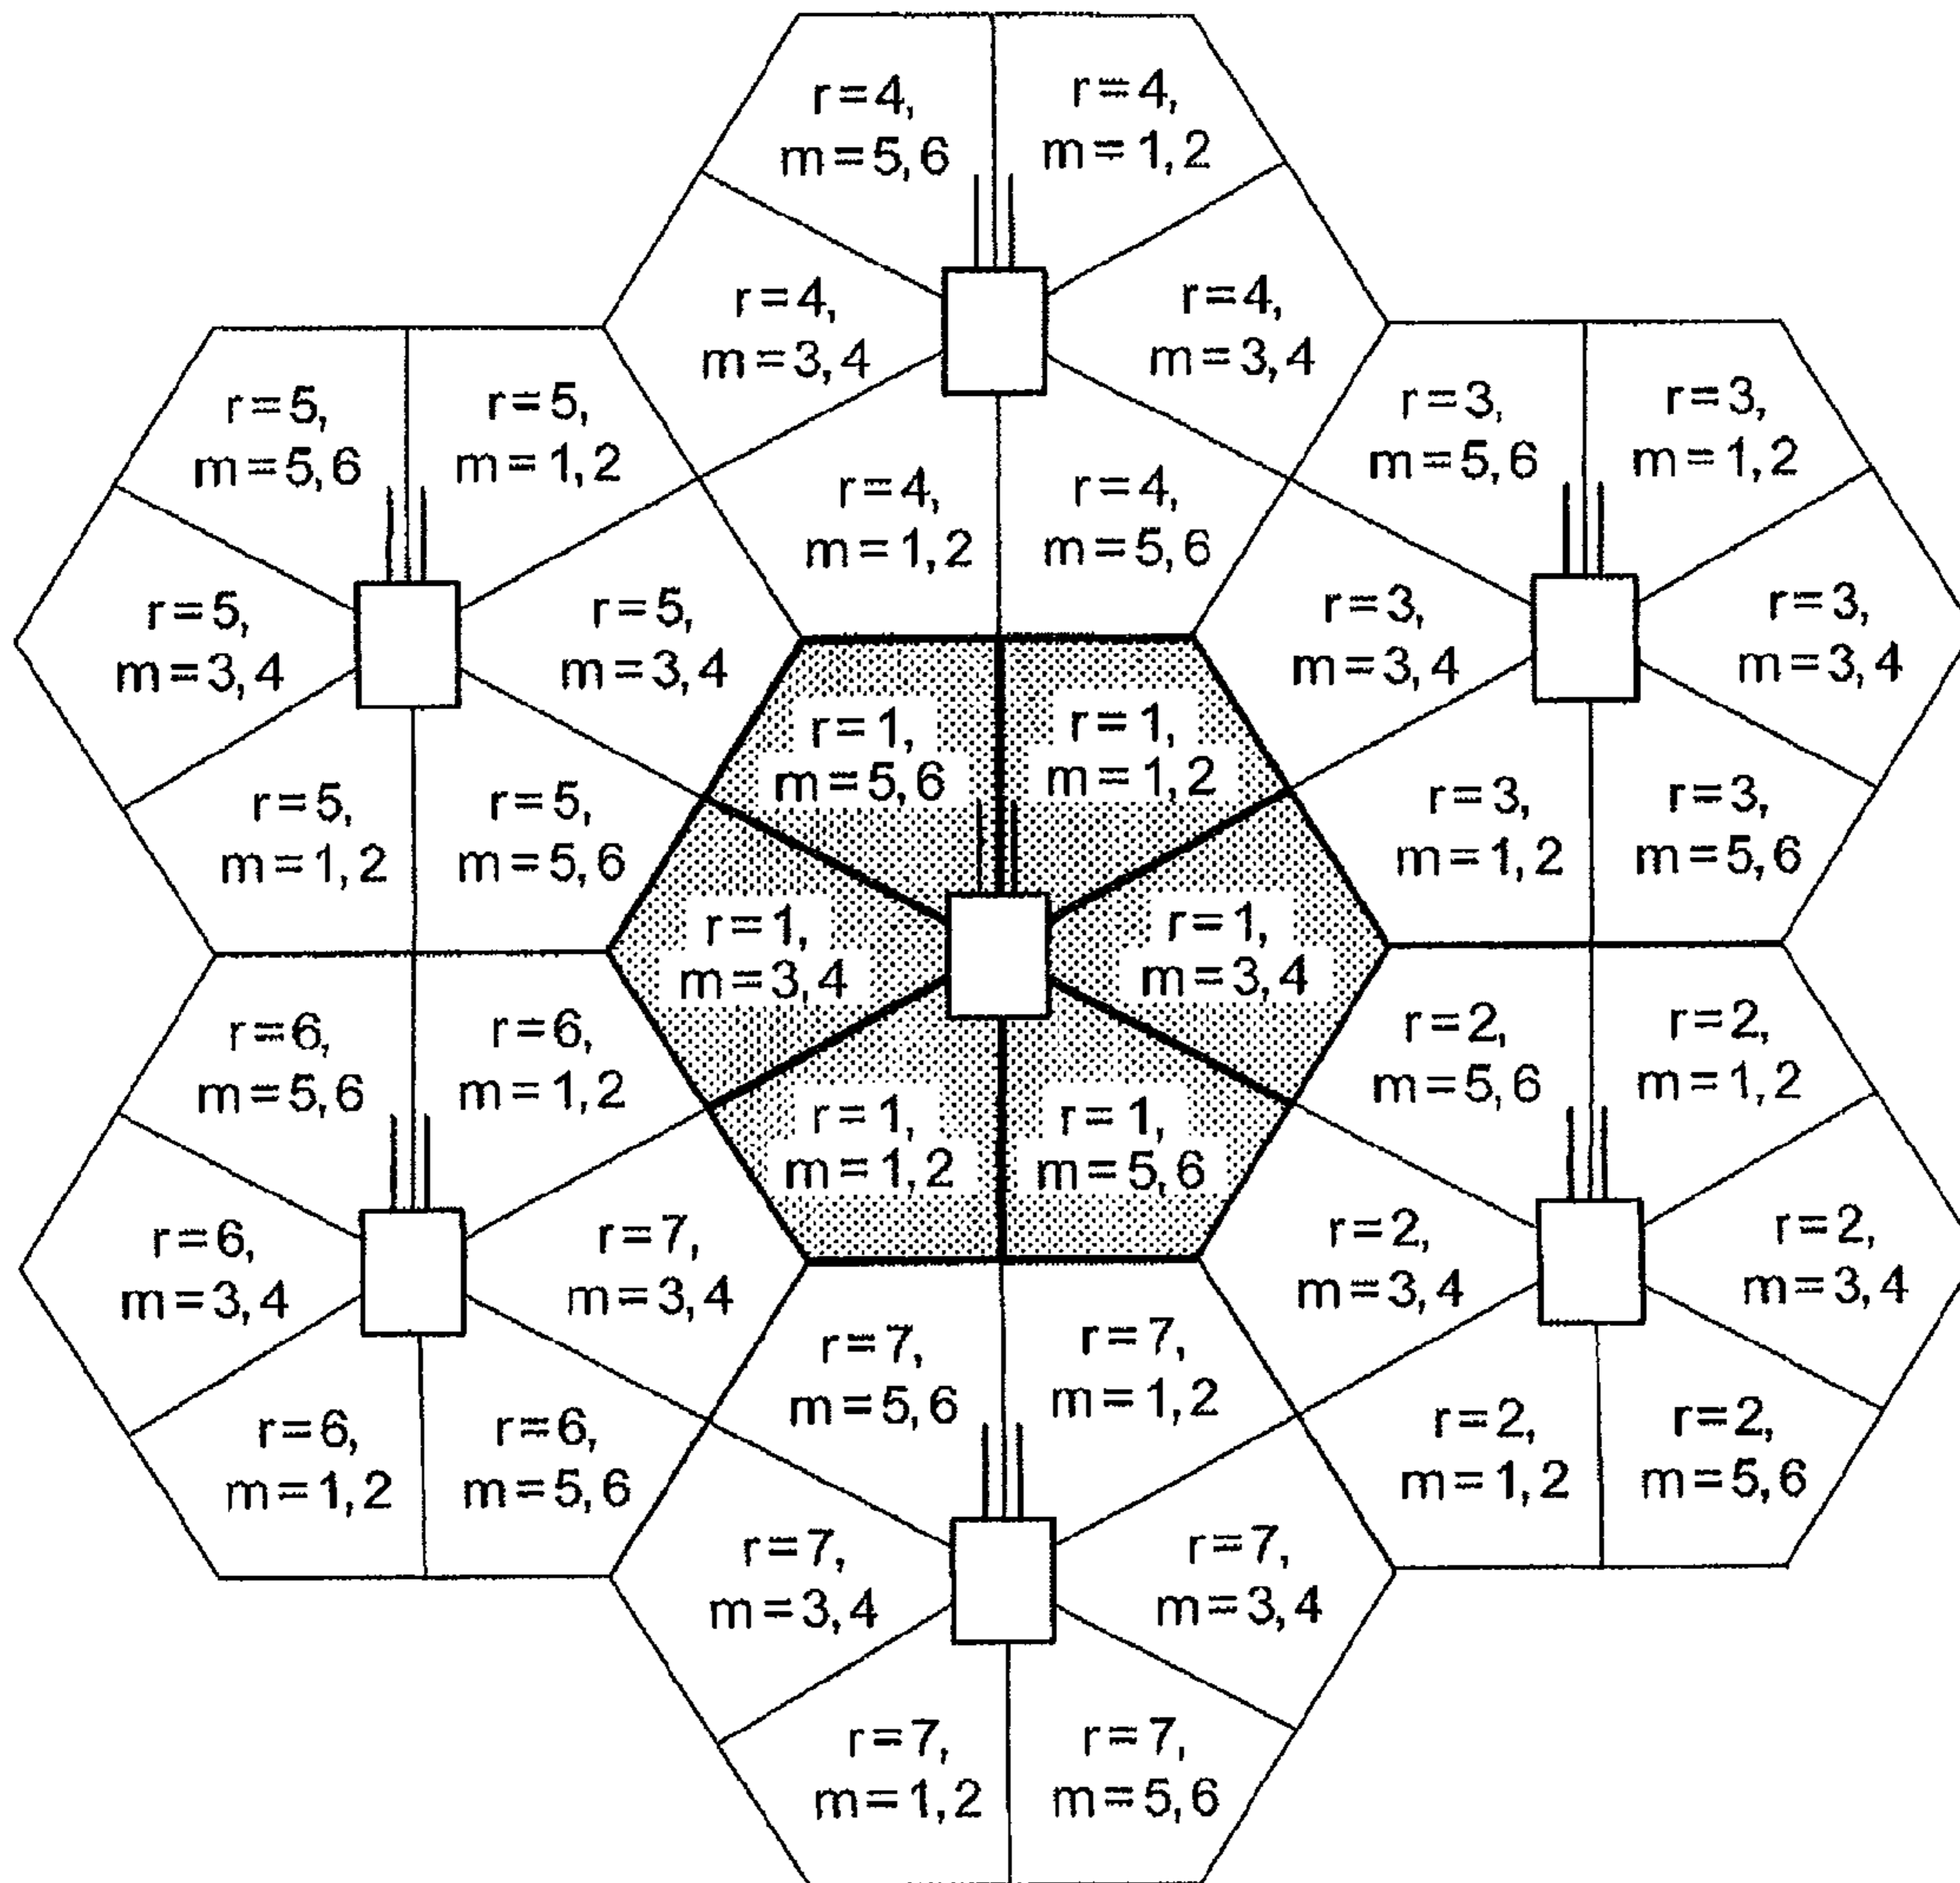 r=4,
m=5,6
r=4,
m=1,2
r=4,
m=3,4
r=4,
m=3,4
r=4,
m=1,2
r=4,
m=5,6
r=5,
m=5,6
r=5,
m=1,2
r=5,
m=3,4
r=5,
m=3,4
r=5,
m=1,2
r=5,
m=5,6
r=3,
m=5,6
r=3,
m=1,2
r=3,
m=3,4
r=3,
m=3,4
r=3,
m=1,2
r=3,
m=5,6
r=1,
m=5,6
r=1,
m=1,2
r=1,
m=3,4
r=1,
m=3,4
r=1,
m=1,2
r=1,
m=5,6
r=6,
m=5,6
r=6,
m=1,2
r=6,
m=3,4
r=7,
m=3,4
r=6,
m=1,2
r=6,
m=5,6
r=2,
m=5,6
r=2,
m=1,2
r=2,
m=3,4
r=2,
m=3,4
r=2,
m=1,2
r=2,
m=5,6
r=7,
m=5,6
r=7,
m=1,2
r=7,
m=3,4
r=7,
m=3,4
r=7,
m=1,2
r=7,
m=5,6